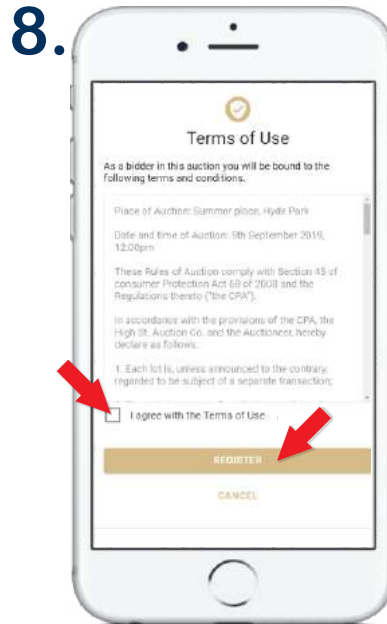 8.
Terms of Use
As a bidder in this auction you will be bound to the
following terms and conditions.
Place of Auction: Summer place, Hyde Park
Date and time of Auction: 5th September 2019,
12:00pm
These Rules of Auction comply with Section 45 of
consumer Protection Act 68 of 2008 and the
Regulations thereto ("the CPA").
In accordance with the provisions of the CPA, the
High St. Auction Co. and the Auctioneer, hereby
declare as follows:
1. Each lot is, unless announced to the contrary,
regarded to be subject of a separate transaction;
I agree with the Terms of Use
REGISTER
CANCEL